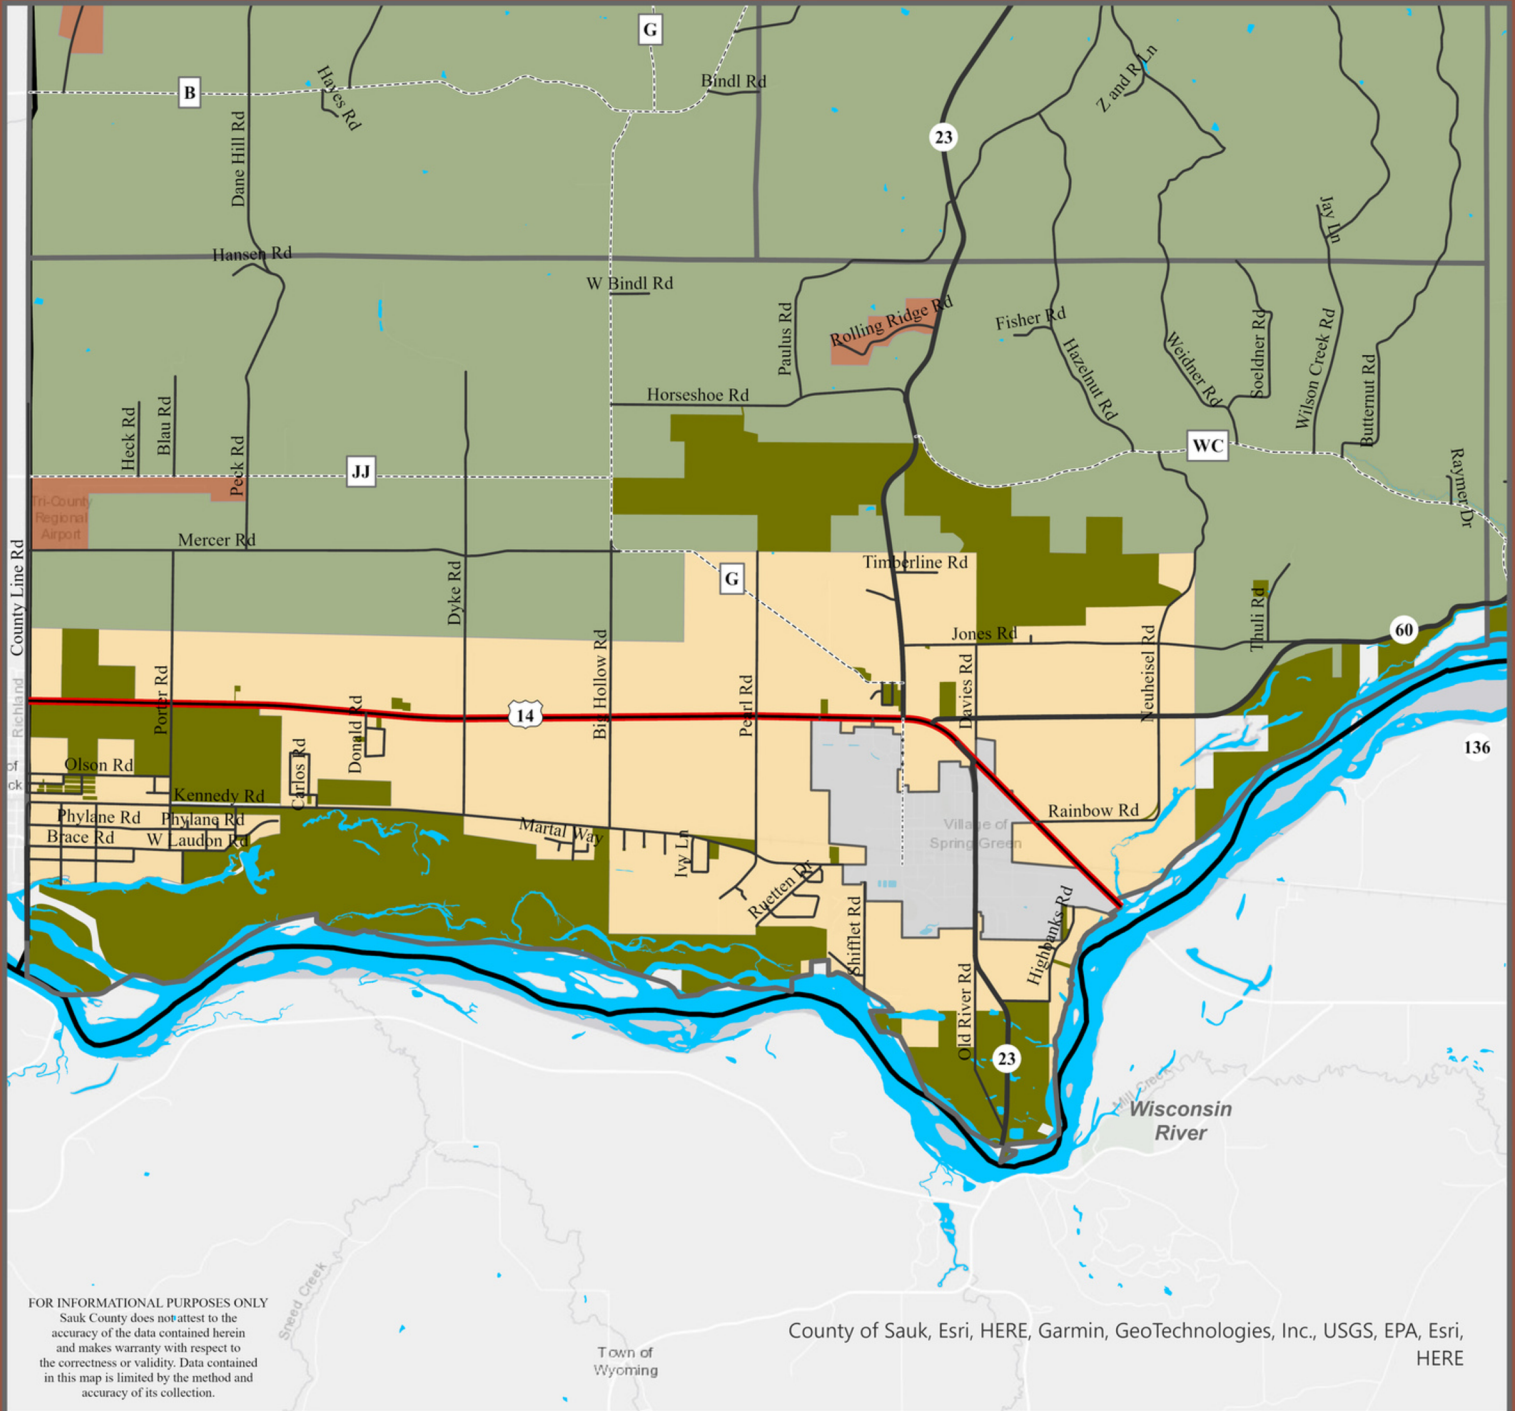 G
Bindl Rd
Hayes Rd
B
Z and R Ln
23
Dane Hill Rd
Jay Ln
Hansen Rd
W Bindl Rd
Paulus Rd
Rolling Ridge Rd
Fisher Rd
Hazelnut Rd
Weidner Rd
Soeldner Rd
Wilson Creek Rd
Butternut Rd
Horseshoe Rd
Heck Rd
Blau Rd
Peck Rd
JJ
WC
Raymer Dr
Tri-County
Regional
Airport
Mercer Rd
County Line Rd
Dyke Rd
G
Timberline Rd
Thuli Rd
Jones Rd
60
Richland
Porter Rd
Big Hollow Rd
Pearl Rd
Davies Rd
Neuheisel Rd
14
Donald Rd
136
of
ck
Olson Rd
Carlos Rd
Kennedy Rd
Phylane Rd
Phylane Rd
Brace Rd
W Laudon Rd
Martal Way
Ivy Ln
Village of
Spring Green
Rainbow Rd
Ruetten Dr
Shifflet Rd
Highbanks Rd
Old River Rd
23
Mill Creek
Wisconsin
River
Sneed Creek
FOR INFORMATIONAL PURPOSES ONLY
Sauk County does not attest to the
accuracy of the data contained herein
and makes warranty with respect to
the correctness or validity. Data contained
in this map is limited by the method and
accuracy of its collection.
Town of
Wyoming
County of Sauk, Esri, HERE, Garmin, GeoTechnologies, Inc., USGS, EPA, Esri,
HERE